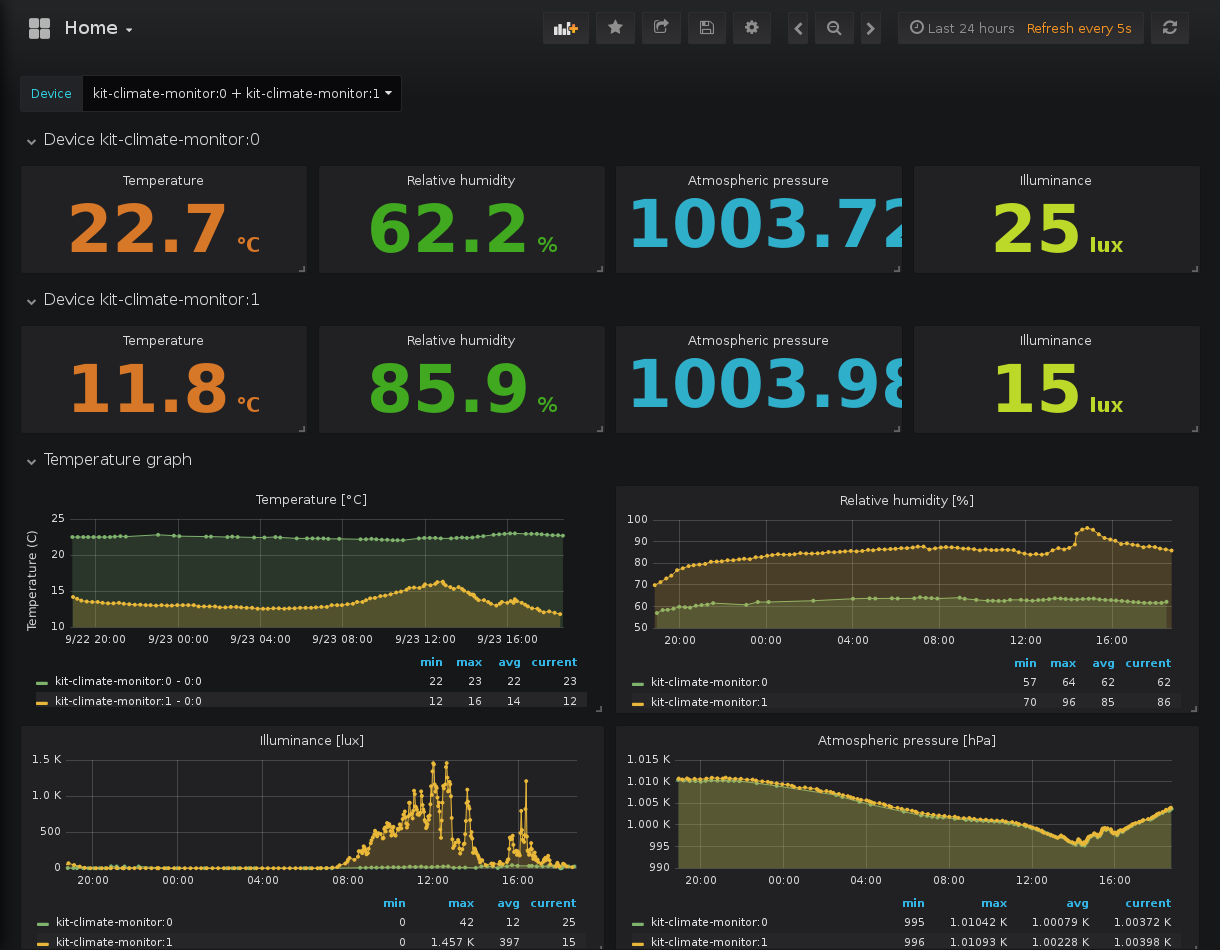 Home
Last 24 hours Refresh every 5s
Device kit-climate-monitor:0 + kit-climate-monitor:1
Device kit-climate-monitor:0
Temperature Relative humidity Atmospheric pressure Illuminance
22.7 °C 62.2 % 1003.72 25 lux
Device kit-climate-monitor:1
Temperature Relative humidity Atmospheric pressure Illuminance
11.8 °C 85.9 % 1003.98 15 lux
Temperature graph
Temperature [°C]
Temperature (C)
25
20
15
10
9/22 20:00 9/23 00:00 9/23 04:00 9/23 08:00 9/23 12:00 9/23 16:00
min max avg current
kit-climate-monitor:0 - 0:0 22 23 22 23
kit-climate-monitor:1 - 0:0 12 16 14 12
Relative humidity [%]
100
90
80
70
60
50
20:00 00:00 04:00 08:00 12:00 16:00
min max avg current
kit-climate-monitor:0 57 64 62 62
kit-climate-monitor:1 70 96 85 86
Illuminance [lux]
1.5 K
1.0 K
500
0
20:00 00:00 04:00 08:00 12:00 16:00
min max avg current
kit-climate-monitor:0 0 42 12 25
kit-climate-monitor:1 0 1.457 K 397 15
Atmospheric pressure [hPa]
1.015 K
1.010 K
1.005 K
1.000 K
995
990
20:00 00:00 04:00 08:00 12:00 16:00
min max avg current
kit-climate-monitor:0 995 1.01042 K 1.00079 K 1.00372 K
kit-climate-monitor:1 996 1.01093 K 1.00228 K 1.00398 K